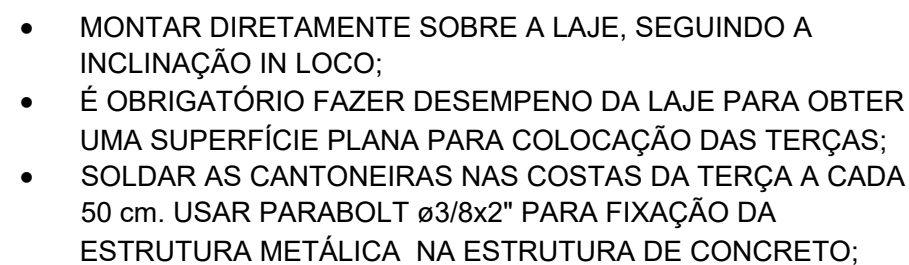 • MONTAR DIRETAMENTE SOBRE A LAJE, SEGUINDO A
INCLINAÇÃO IN LOCO;
• É OBRIGATÓRIO FAZER DESEMPENO DA LAJE PARA OBTER
UMA SUPERFÍCIE PLANA PARA COLOCAÇÃO DAS TERÇAS;
• SOLDAR AS CANTONEIRAS NAS COSTAS DA TERÇA A CADA
50 cm. USAR PARABOLT ø3/8x2" PARA FIXAÇÃO DA
ESTRUTURA METÁLICA  NA ESTRUTURA DE CONCRETO;